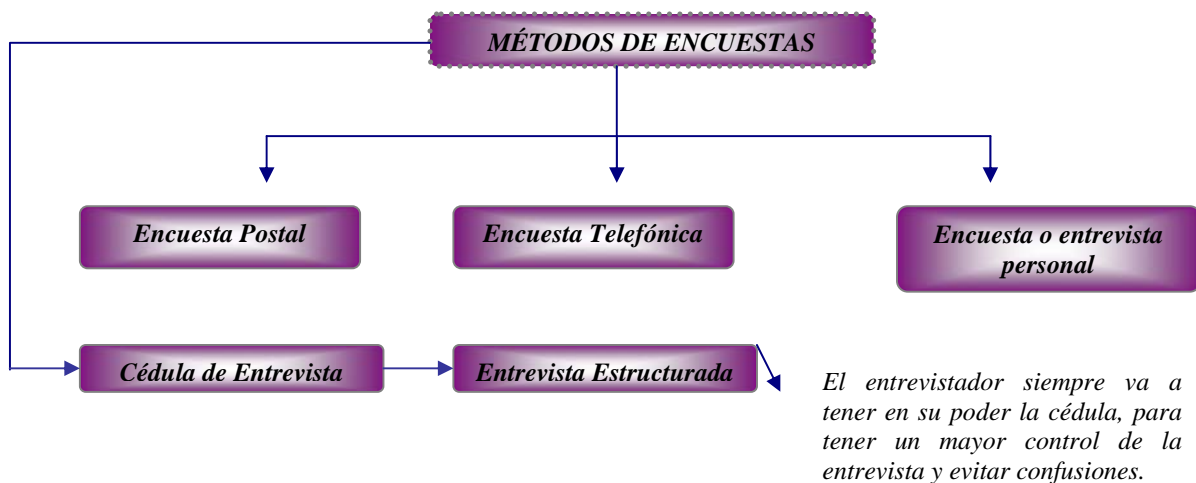 MÉTODOS DE ENCUESTAS
Encuesta Postal
Encuesta Telefónica
Encuesta o entrevista
personal
Cédula de Entrevista
Entrevista Estructurada
El entrevistador siempre va a
tener en su poder la cédula, para
tener un mayor control de la
entrevista y evitar confusiones.